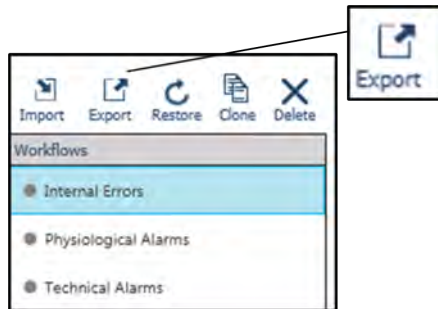 Export
Import Export Restore Clone Delete
Workflows
Internal Errors
Physiological Alarms
Technical Alarms